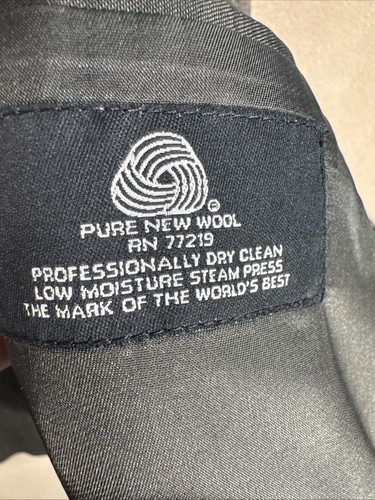 PURE NEW WOOL
RN 77219
PROFESSIONALLY DRY CLEAN
LOW MOISTURE STEAM PRESS
THE MARK OF THE WORLD'S BEST